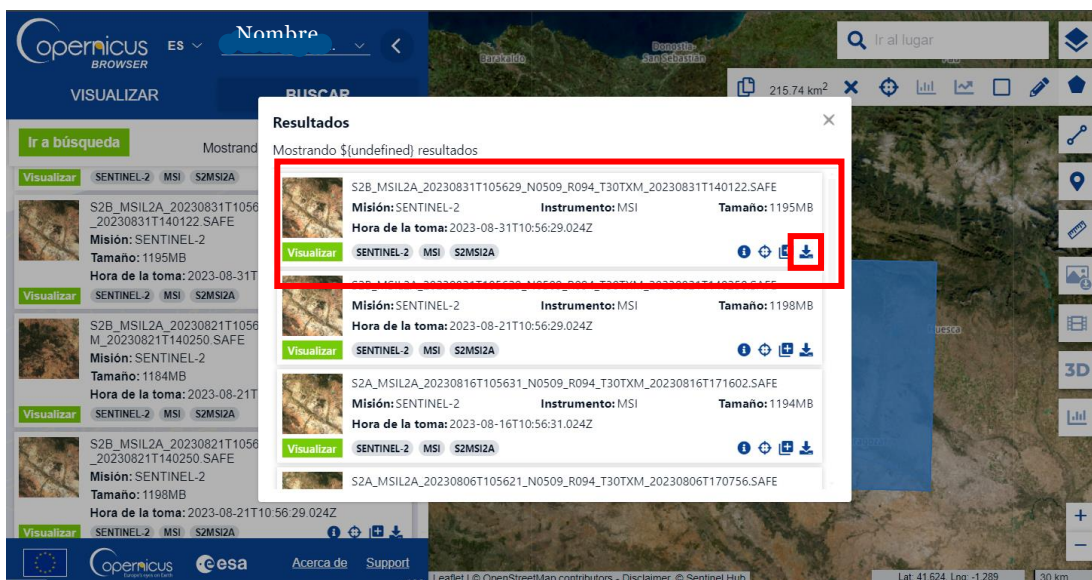 opernicus
BROWSER
ES
Nombre
VISUALIZAR
BUSCAR
Ir a búsqueda
Mostrand
Visualizar SENTINEL-2 MSI S2MSI2A
S2B_MSIL2A_20230831T1056
_20230831T140122.SAFE
Misión: SENTINEL-2
Tamaño: 1195MB
Hora de la toma: 2023-08-31T
Visualizar SENTINEL-2 MSI S2MSI2A
S2B_MSIL2A_20230821T1056
M_20230821T140250.SAFE
Misión: SENTINEL-2
Tamaño: 1184MB
Hora de la toma: 2023-08-21T
Visualizar SENTINEL-2 MSI S2MSI2A
S2B_MSIL2A_20230821T1056
_20230821T140250.SAFE
Misión: SENTINEL-2
Tamaño: 1198MB
Hora de la toma: 2023-08-21T10:56:29.024Z
Visualizar SENTINEL-2 MSI S2MSI2A
opernicus
Europe's eyes on Earth
esa
Acerca de Support
Resultados
Mostrando ${undefined} resultados
S2B_MSIL2A_20230831T105629_N0509_R094_T30TXM_20230831T140122.SAFE
Misión: SENTINEL-2 Instrumento: MSI Tamaño: 1195MB
Hora de la toma: 2023-08-31T10:56:29.024Z
Visualizar SENTINEL-2 MSI S2MSI2A
S2B_MSIL2A_20230821T105629_N0509_R094_T30TXM_20230821T140250.SAFE
Misión: SENTINEL-2 Instrumento: MSI Tamaño: 1198MB
Hora de la toma: 2023-08-21T10:56:29.024Z
Visualizar SENTINEL-2 MSI S2MSI2A
S2A_MSIL2A_20230816T105631_N0509_R094_T30TXM_20230816T171602.SAFE
Misión: SENTINEL-2 Instrumento: MSI Tamaño: 1194MB
Hora de la toma: 2023-08-16T10:56:31.024Z
Visualizar SENTINEL-2 MSI S2MSI2A
S2A_MSIL2A_20230806T105621_N0509_R094_T30TXM_20230806T170756.SAFE
Barakaldo
Donostia-
San Sebastián
Ir al lugar
Pau
215.74 km2
uesca
3D
Leaflet | © OpenStreetMap contributors - Disclaimer, © Sentinel Hub
Lat: 41.624, Lng: -1.289
30 km